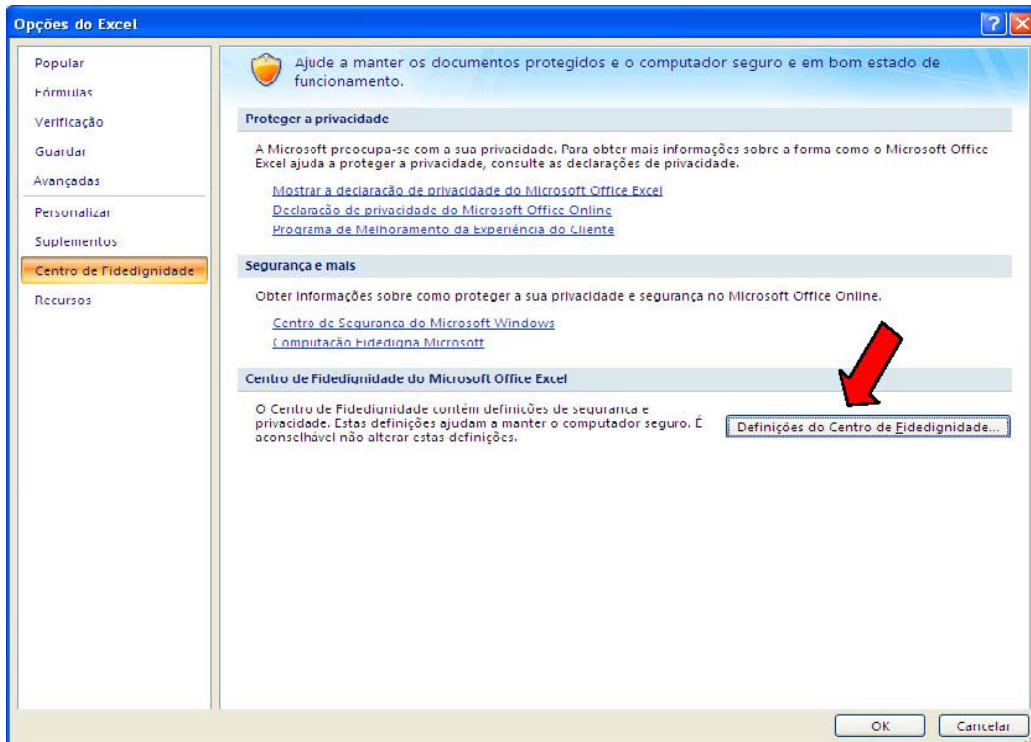 Opções do Excel
Popular
Fórmulas
Verificação
Guardar
Avançadas
Personalizar
Suplementos
Centro de Fidedignidade
Recursos
Ajude a manter os documentos protegidos e o computador seguro e em bom estado de
funcionamento.
Proteger a privacidade
A Microsoft preocupa-se com a sua privacidade. Para obter mais informações sobre a forma como o Microsoft Office
Excel ajuda a proteger a privacidade, consulte as declarações de privacidade.
Mostrar a declaração de privacidade do Microsoft Office Excel
Declaração de privacidade do Microsoft Office Online
Programa de Melhoramento da Experiência do Cliente
Segurança e mais
Obter informações sobre como proteger a sua privacidade e segurança no Microsoft Office Online.
Centro de Segurança do Microsoft Windows
Computação Fidedigna Microsoft
Centro de Fidedignidade do Microsoft Office Excel
O Centro de Fidedignidade contém definições de segurança e
privacidade. Estas definições ajudam a manter o computador seguro. É
aconselhável não alterar estas definições.
Definições do Centro de Fidedignidade...
OK
Cancelar